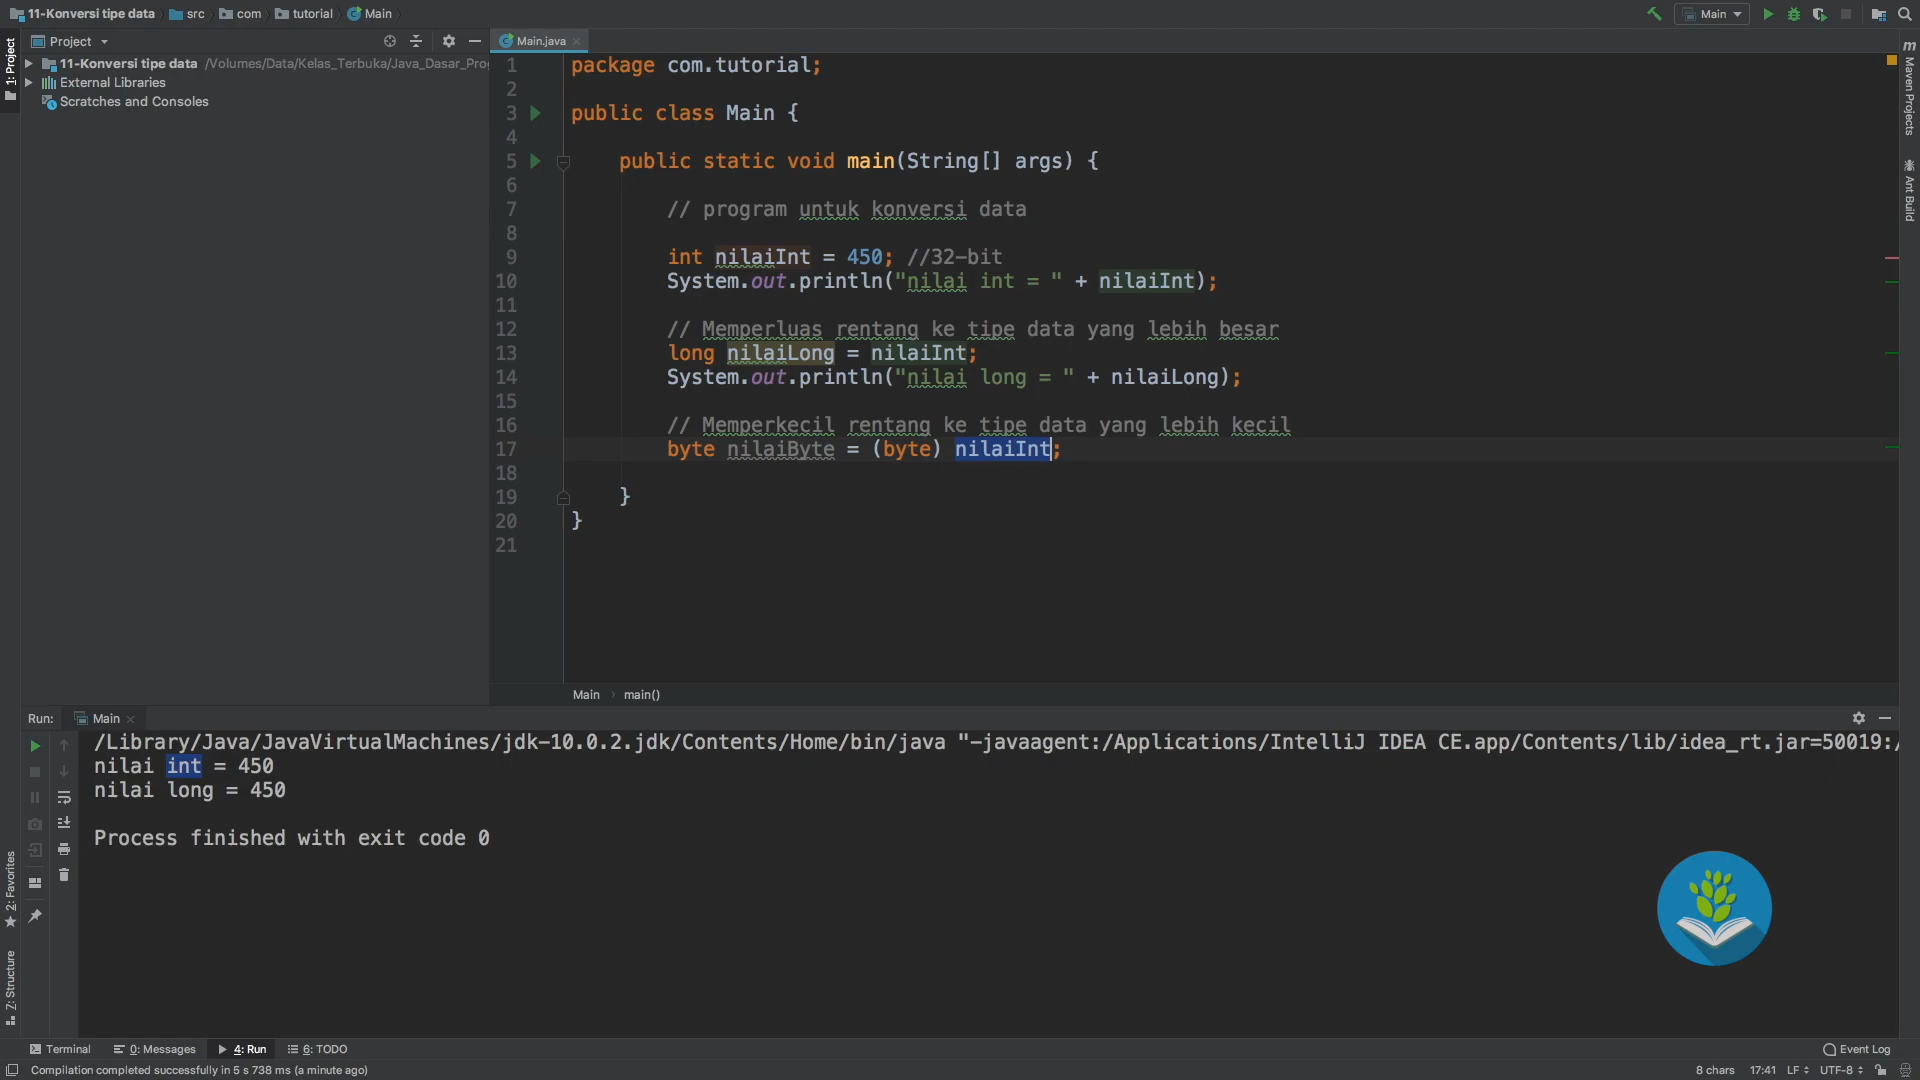 11-Konversi tipe data src com tutorial Main
Main
Project
Main.java
11-Konversi tipe data /Volumes/Data/Kelas_Terbuka/Java_Dasar_Pro
External Libraries
Scratches and Consoles
1: Project
Maven Projects
Ant Build
1 package com.tutorial;
2
3 public class Main {
4
5 public static void main(String[] args) {
6
7 // program untuk konversi data
8
9 int nilaiInt = 450; //32-bit
10 System.out.println("nilai int = " + nilaiInt);
11
12 // Memperluas rentang ke tipe data yang lebih besar
13 long nilaiLong = nilaiInt;
14 System.out.println("nilai long = " + nilaiLong);
15
16 // Memperkecil rentang ke tipe data yang lebih kecil
17 byte nilaiByte = (byte) nilaiInt;
18
19 }
20 }
21
Main main()
Run: Main
/Library/Java/JavaVirtualMachines/jdk-10.0.2.jdk/Contents/Home/bin/java "-javaagent:/Applications/IntelliJ IDEA CE.app/Contents/lib/idea_rt.jar=50019:/
nilai int = 450
nilai long = 450
Process finished with exit code 0
2: Favorites
Z: Structure
Terminal 0: Messages 4: Run 6: TODO
Event Log
Compilation completed successfully in 5 s 738 ms (a minute ago)
8 chars 17:41 LF UTF-8